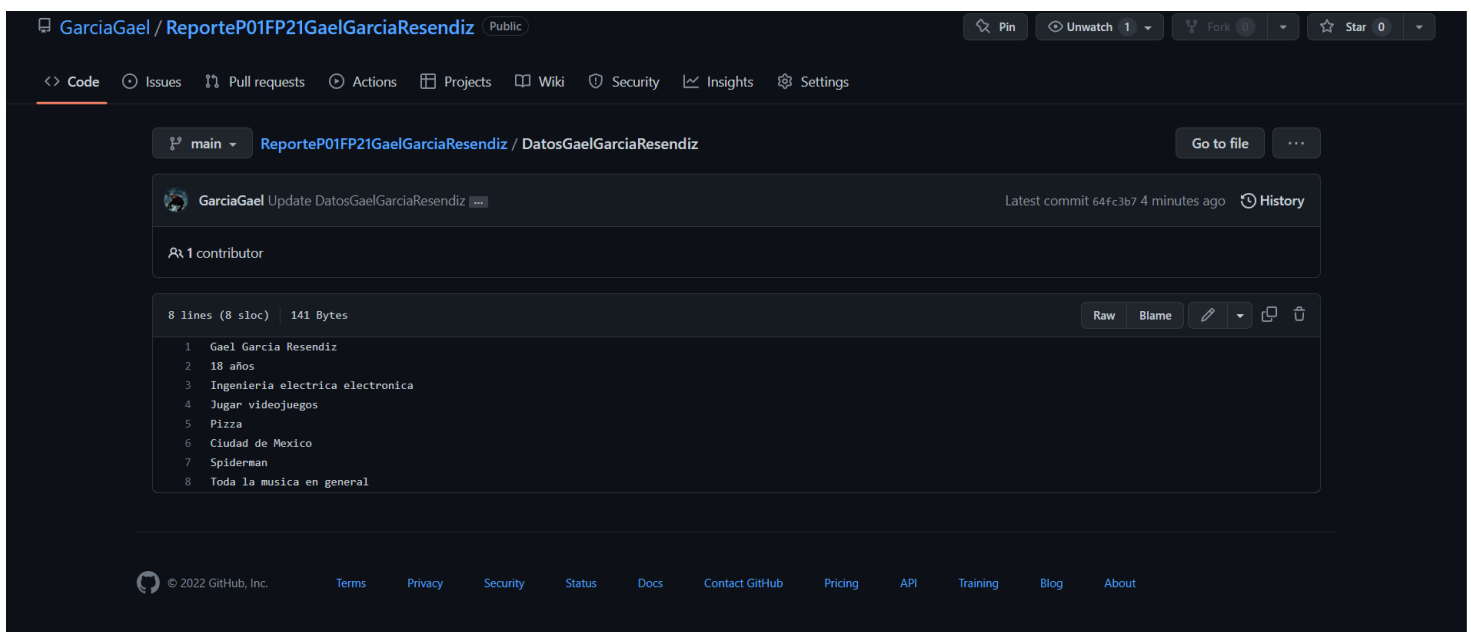 GarciaGael / ReporteP01FP21GaelGarciaResendiz Public Pin Unwatch 1 Fork 0 Star 0
Code Issues Pull requests Actions Projects Wiki Security Insights Settings
main ReporteP01FP21GaelGarciaResendiz / DatosGaelGarciaResendiz Go to file ...
GarciaGael Update DatosGaelGarciaResendiz ... Latest commit 64fc3b7 4 minutes ago History
1 contributor
8 lines (8 sloc) 141 Bytes Raw Blame
1 Gael Garcia Resendiz
2 18 años
3 Ingenieria electrica electronica
4 Jugar videojuegos
5 Pizza
6 Ciudad de Mexico
7 Spiderman
8 Toda la musica en general
© 2022 GitHub, Inc. Terms Privacy Security Status Docs Contact GitHub Pricing API Training Blog About